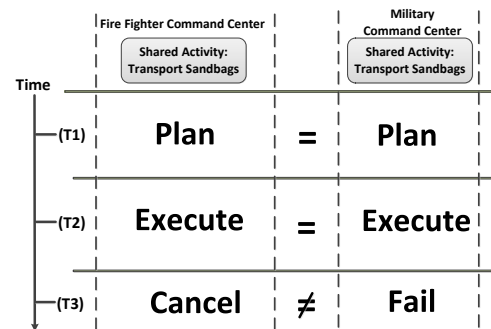 Fire Fighter Command Center
Military
Command Center
Shared Activity:
Transport Sandbags
Shared Activity:
Transport Sandbags
Time
(T1)
Plan = Plan
(T2)
Execute = Execute
(T3)
Cancel ≠ Fail